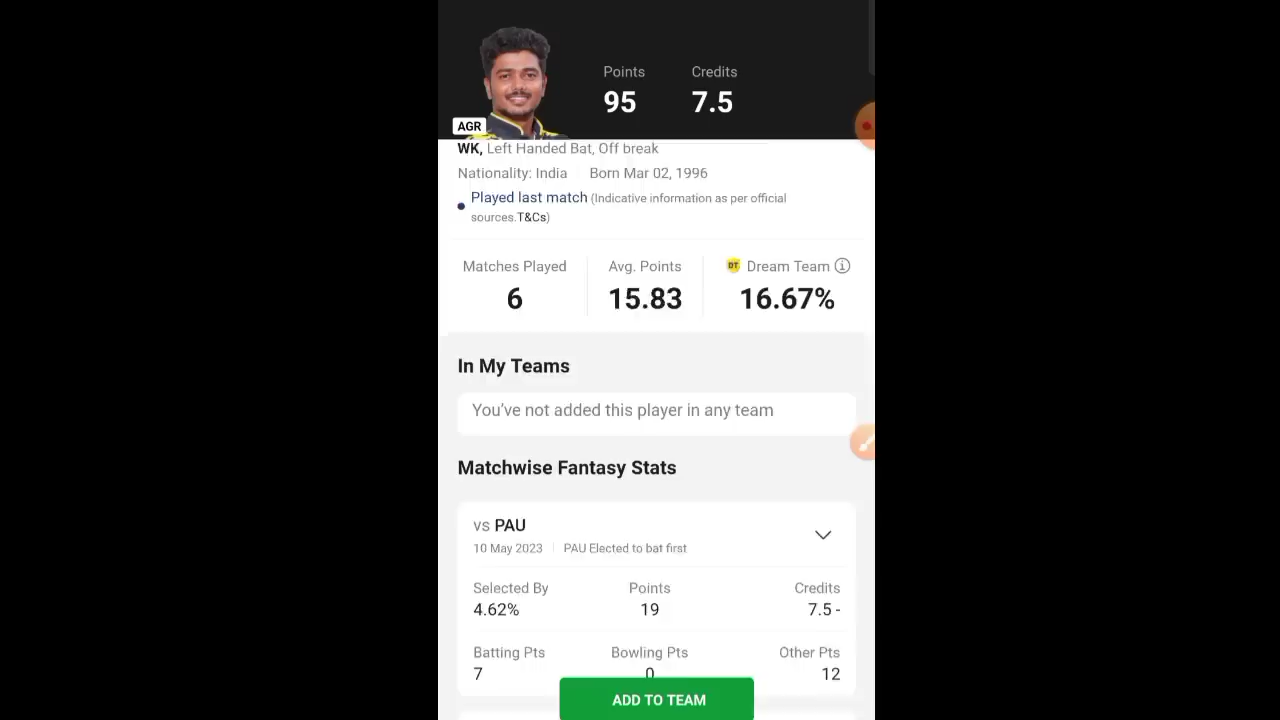 Points Credits
95 7.5
AGR
WK, Left Handed Bat, Off break
Nationality: India Born Mar 02, 1996
Played last match (Indicative information as per official
sources.T&Cs)
Matches Played Avg. Points DT Dream Team
6 15.83 16.67%
In My Teams
You've not added this player in any team
Matchwise Fantasy Stats
vs PAU
10 May 2023 PAU Elected to bat first
Selected By Points Credits
4.62% 19 7.5 -
Batting Pts Bowling Pts Other Pts
7 0 12
ADD TO TEAM